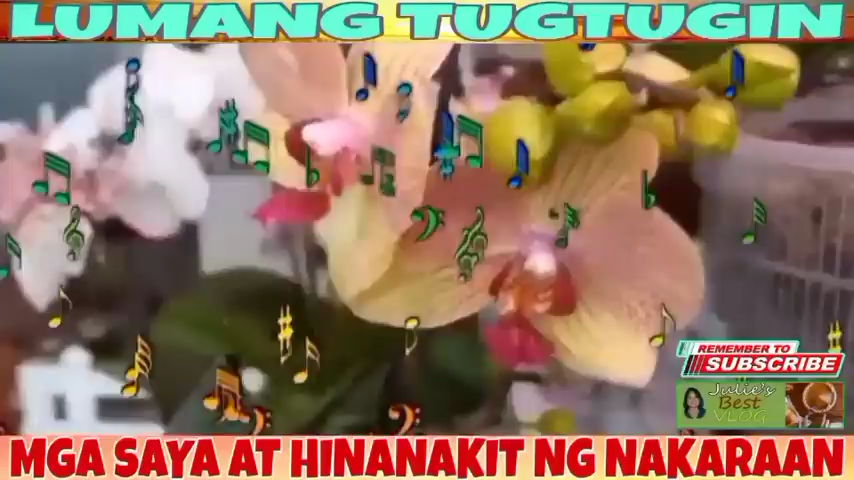 LUMANG TUGTUGIN
REMEMBER TO
SUBSCRIBE
Julie's
Best
VLOG
MGA SAYA AT HINANAKIT NG NAKARAAN